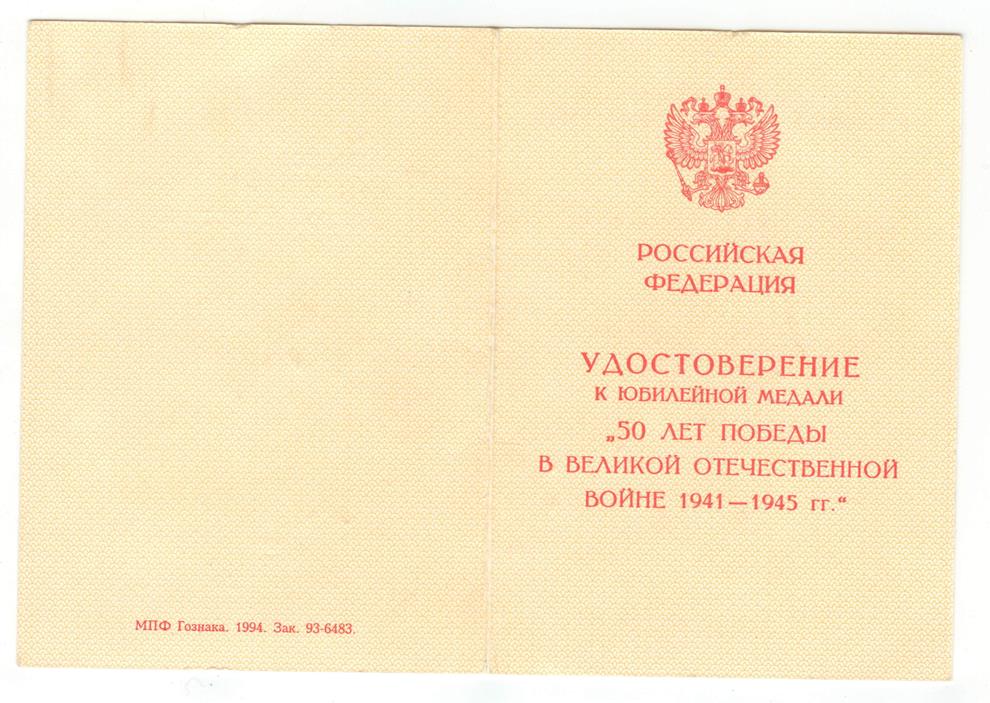 МПФ Гознака. 1994. Зак. 93-6483.
РОССИЙСКАЯ
ФЕДЕРАЦИЯ
УДОСТОВЕРЕНИЕ
К ЮБИЛЕЙНОЙ МЕДАЛИ
„50 ЛЕТ ПОБЕДЫ
В ВЕЛИКОЙ ОТЕЧЕСТВЕННОЙ
ВОЙНЕ 1941—1945 гг.“